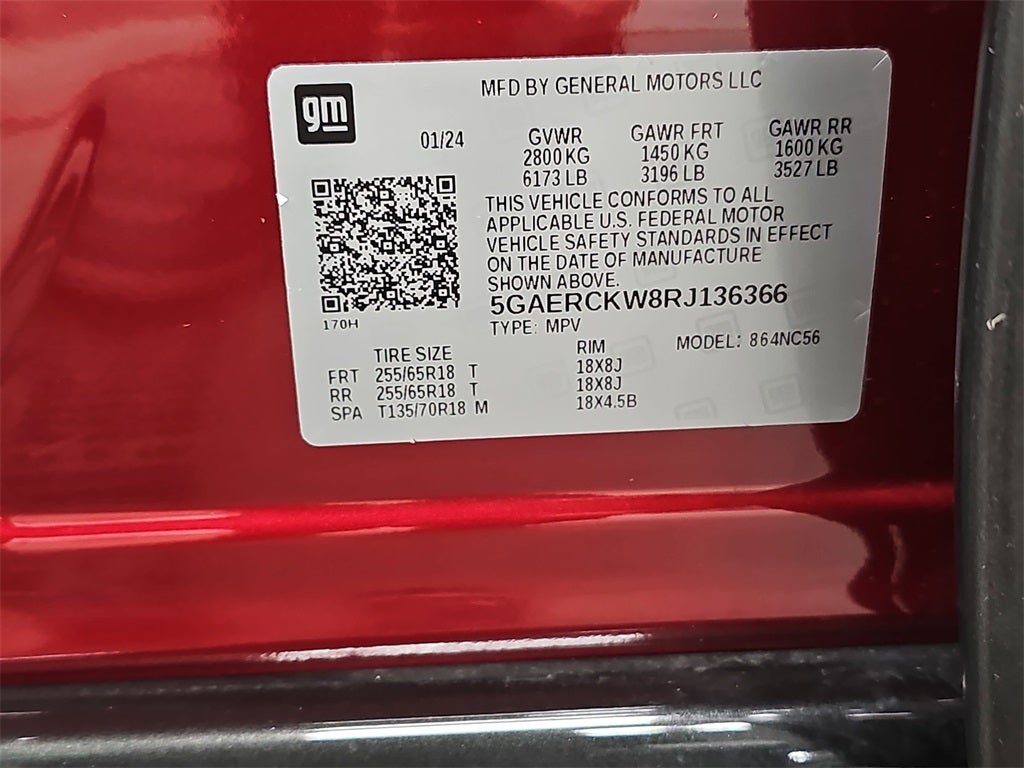 gm
MFD BY GENERAL MOTORS LLC
01/24
GVWR GAWR FRT GAWR RR
2800 KG 1450 KG 1600 KG
6173 LB 3196 LB 3527 LB
THIS VEHICLE CONFORMS TO ALL
APPLICABLE U.S. FEDERAL MOTOR
VEHICLE SAFETY STANDARDS IN EFFECT
ON THE DATE OF MANUFACTURE
SHOWN ABOVE.
5GAERCKW8RJ136366
170H
TYPE: MPV
MODEL: 864NC56
TIRE SIZE RIM
FRT 255/65R18 T 18X8J
RR 255/65R18 T 18X8J
SPA T135/70R18 M 18X4.5B